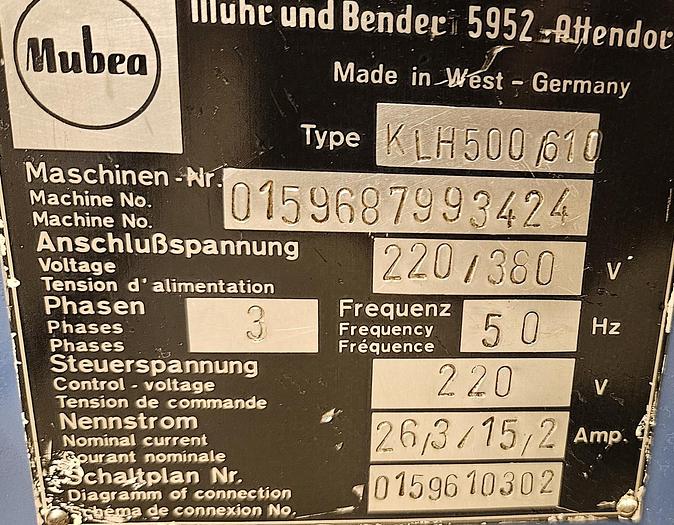 Muhr und Bender 5952 Attendor
Mubea
Made in West - Germany
Type KLH500/610
Maschinen-Nr.
Machine No. 0159687993424
Machine No.
Anschlußspannung
Voltage 220/380 V
Tension d'alimentation
Phasen Frequenz
Phases 3 Frequency 50 Hz
Phases Fréquence
Steuerspannung
Control - voltage 220 V
Tension de commande
Nennstrom
Nominal current 26,3/15,2 Amp.
ourant nominale
Schaltplan Nr.
Diagramm of connection 0159610302
Schéma de connexion No.